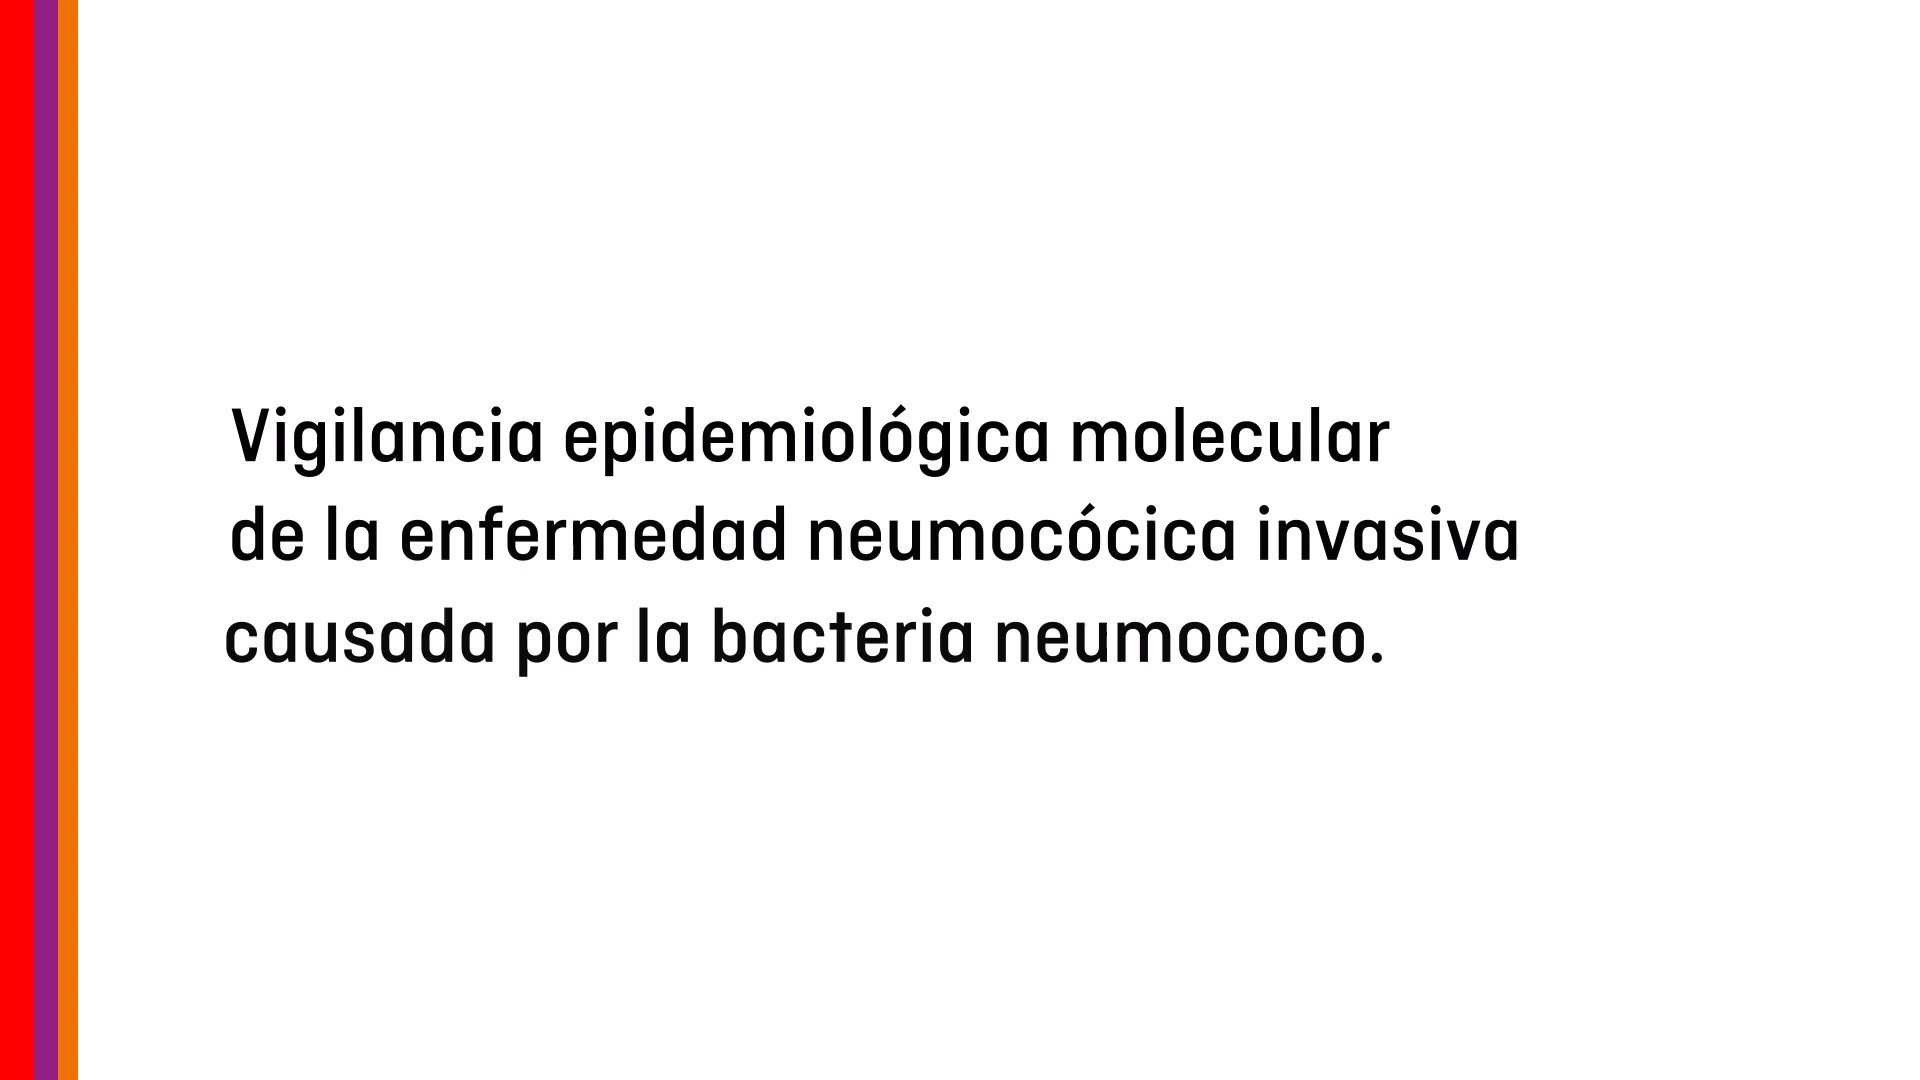 Vigilancia epidemiológica molecular
de la enfermedad neumocócica invasiva
causada por la bacteria neumococo.